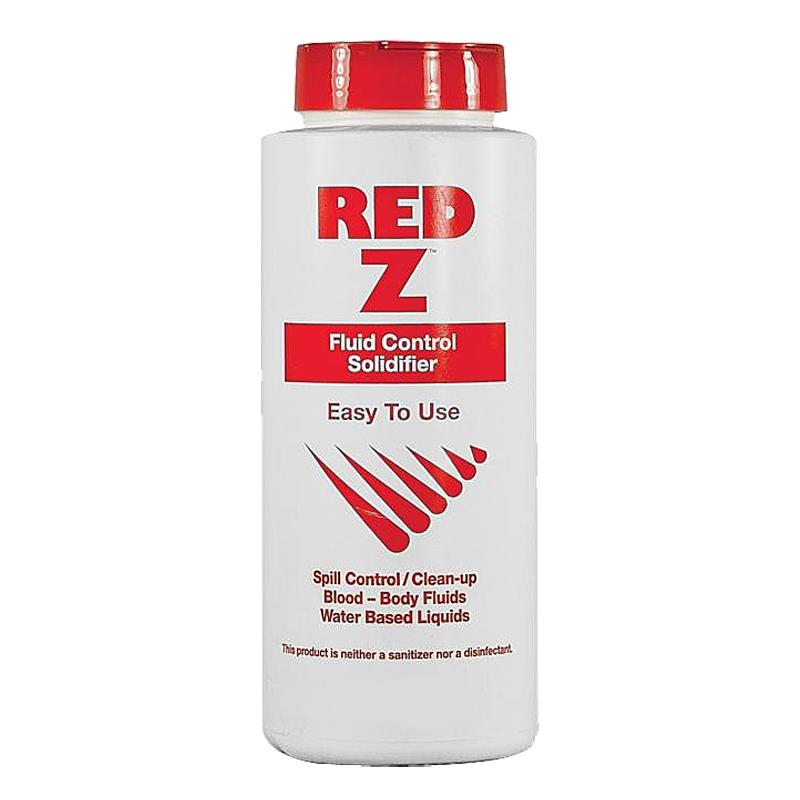 RED
Z™
Fluid Control
Solidifier
Easy To Use
Spill Control / Clean-up
Blood – Body Fluids
Water Based Liquids
This product is neither a sanitizer nor a disinfectant.